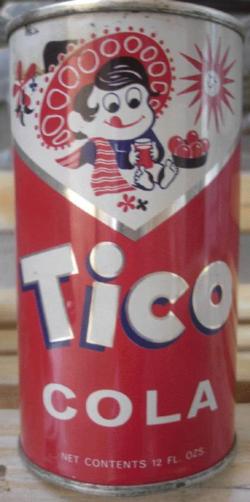 Tico
COLA
NET CONTENTS 12 FL. OZS.